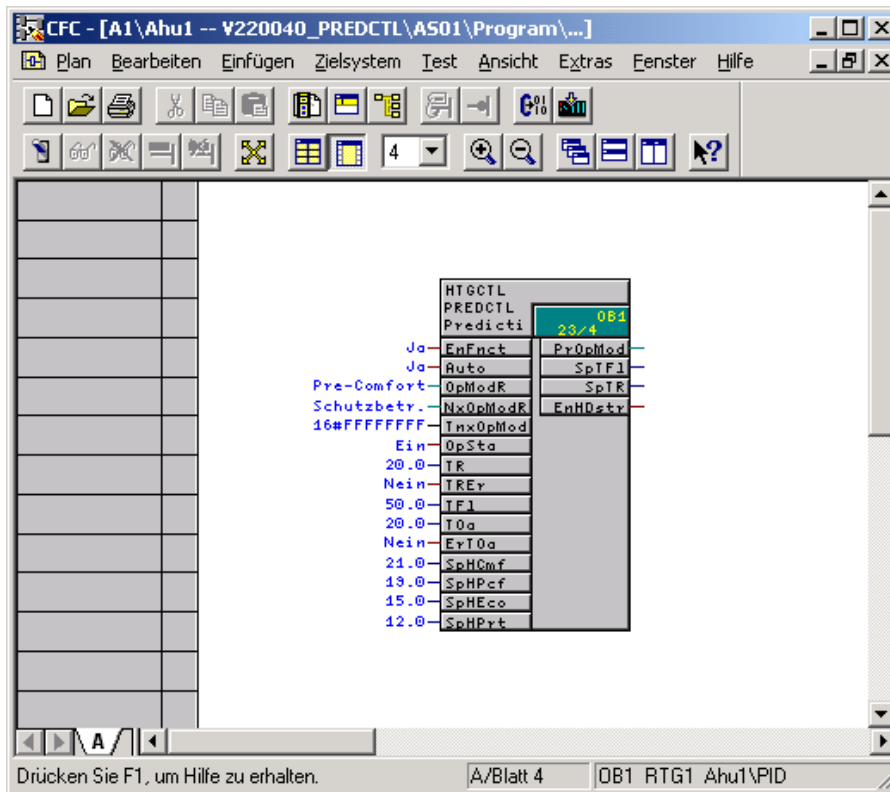 CFC - [A1\Ahu1 -- V220040_PREDCTL\AS01\Program\...]
Plan Bearbeiten Einfügen Zielsystem Test Ansicht Extras Fenster Hilfe
4
HTGCTL
PREDCTL
Predicti
OB1
23/4
Ja EnFnct PrOpMod
Ja Auto SpTFl
Pre-Comfort OpModR SpTR
Schutzbetr. NxOpModR EnHDstr
16#FFFFFFFF TnxOpMod
Ein OpSta
20.0 TR
Nein TREr
50.0 TFl
20.0 TOa
Nein ErTOa
21.0 SpHCmf
19.0 SpHPcf
15.0 SpHEco
12.0 SpHPrt
A
Drücken Sie F1, um Hilfe zu erhalten. A/Blatt 4 OB1 RTG1 Ahu1\PID